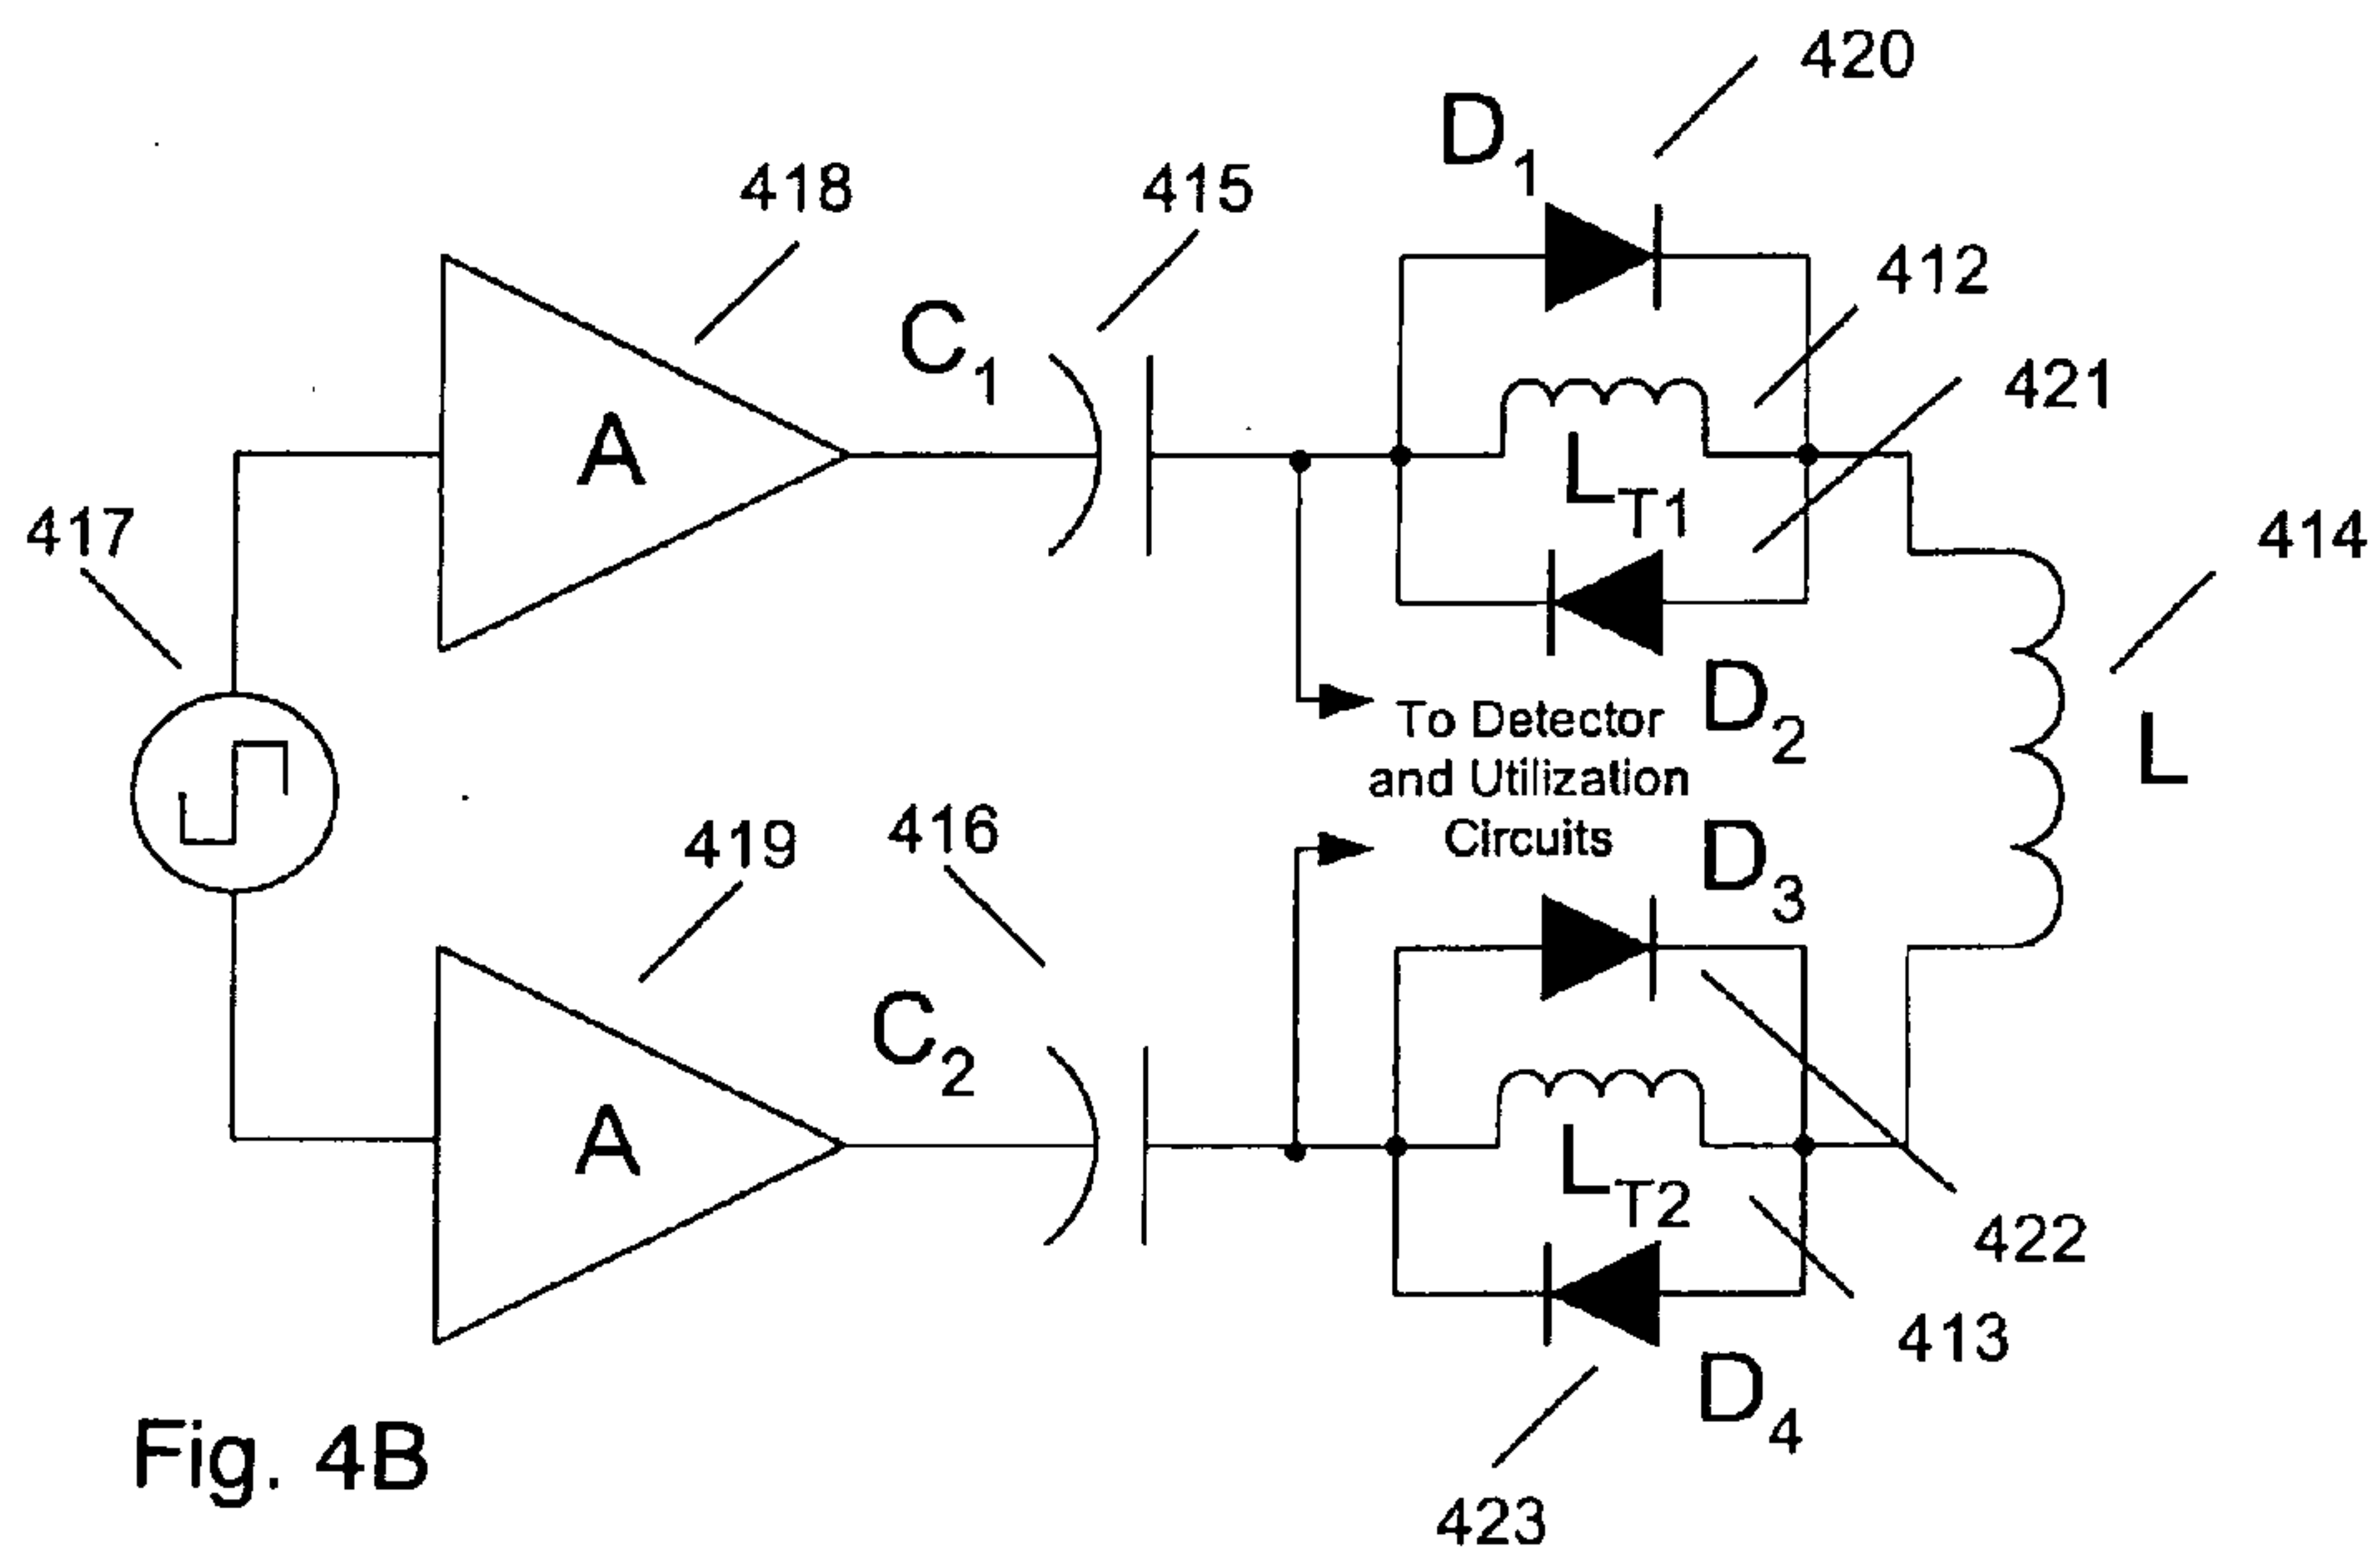 420
D1
418
415
412
C1
421
A
LT1
417
414
D2
To Detector
and Utilization
Circuits
L
416
419
D3
C2
A
LT2
422
413
D4
Fig. 4B
423